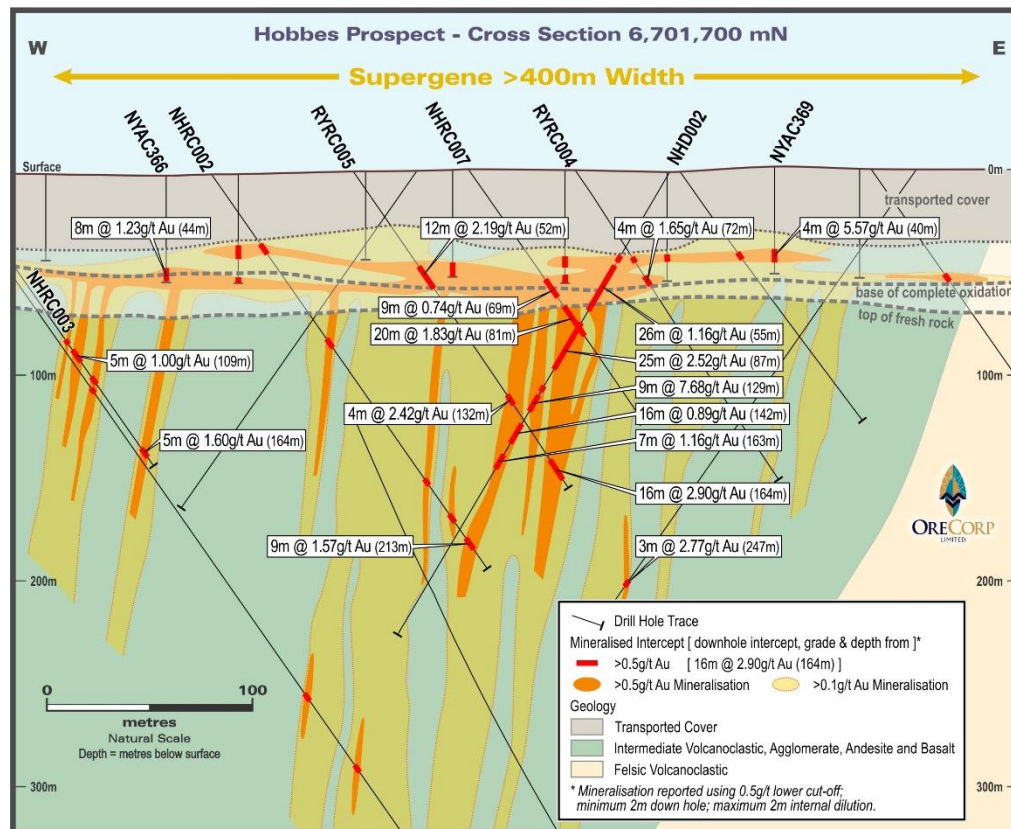 Hobbes Prospect - Cross Section 6,701,700 mN
W
E
Supergene >400m Width
NYAC366
NHRC002
RYRC005
NHRC007
RYRC004
NHD002
NYAC369
Surface
0m
transported cover
8m @ 1.23g/t Au (44m)
12m @ 2.19g/t Au (52m)
4m @ 1.65g/t Au (72m)
4m @ 5.57g/t Au (40m)
NHRC003
base of complete oxidation
top of fresh rock
9m @ 0.74g/t Au (69m)
20m @ 1.83g/t Au (81m)
26m @ 1.16g/t Au (55m)
25m @ 2.52g/t Au (87m)
5m @ 1.00g/t Au (109m)
100m
100m
9m @ 7.68g/t Au (129m)
4m @ 2.42g/t Au (132m)
16m @ 0.89g/t Au (142m)
5m @ 1.60g/t Au (164m)
7m @ 1.16g/t Au (163m)
16m @ 2.90g/t Au (164m)
ORECORP
LIMITED
9m @ 1.57g/t Au (213m)
3m @ 2.77g/t Au (247m)
200m
200m
Drill Hole Trace
Mineralised Intercept [ downhole intercept, grade & depth from ]*
>0.5g/t Au [ 16m @ 2.90g/t Au (164m) ]
>0.5g/t Au Mineralisation >0.1g/t Au Mineralisation
Geology
Transported Cover
Intermediate Volcanoclastic, Agglomerate, Andesite and Basalt
Felsic Volcanoclastic
* Mineralisation reported using 0.5g/t lower cut-off;
minimum 2m down hole; maximum 2m internal dilution.
0 100
metres
Natural Scale
Depth = metres below surface
300m
300m